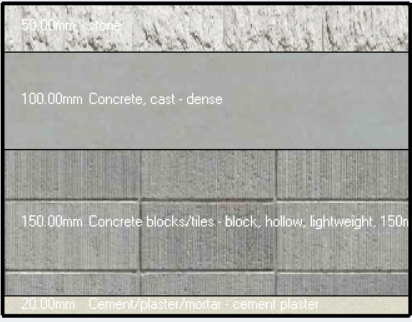 50.00mm stone
100.00mm Concrete, cast - dense
150.00mm Concrete blocks/tiles - block, hollow, lightweight, 150m
20.00mm Cement/plaster/mortar - cement plaster